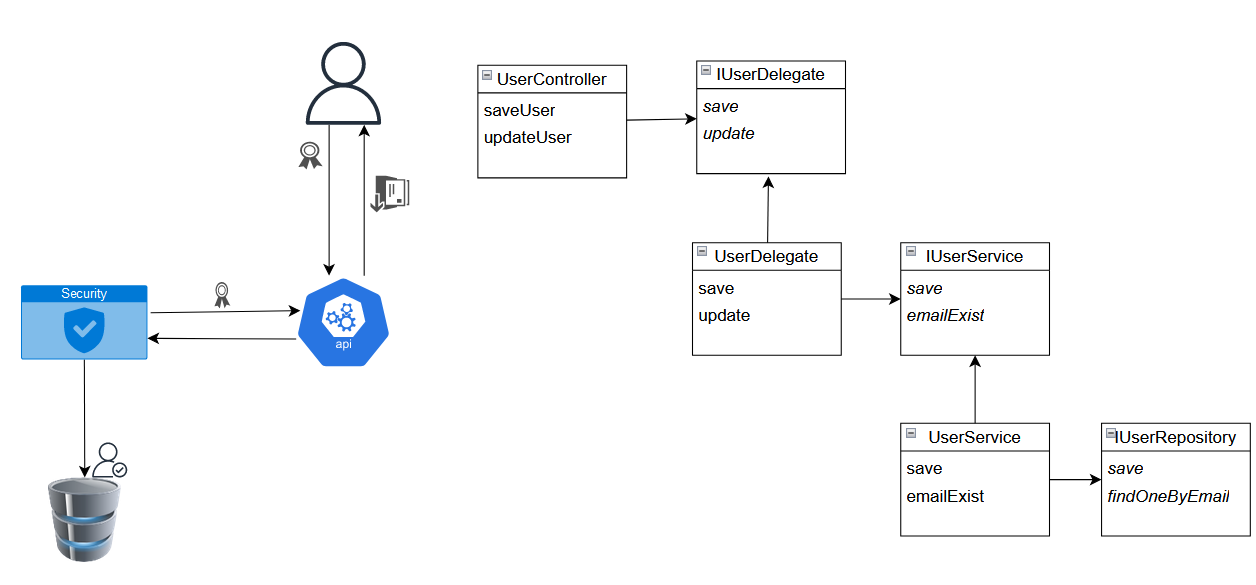 UserController
saveUser
updateUser
IUserDelegate
save
update
Security
api
UserDelegate
save
update
IUserService
save
emailExist
UserService
save
emailExist
IUserRepository
save
findOneByEmail